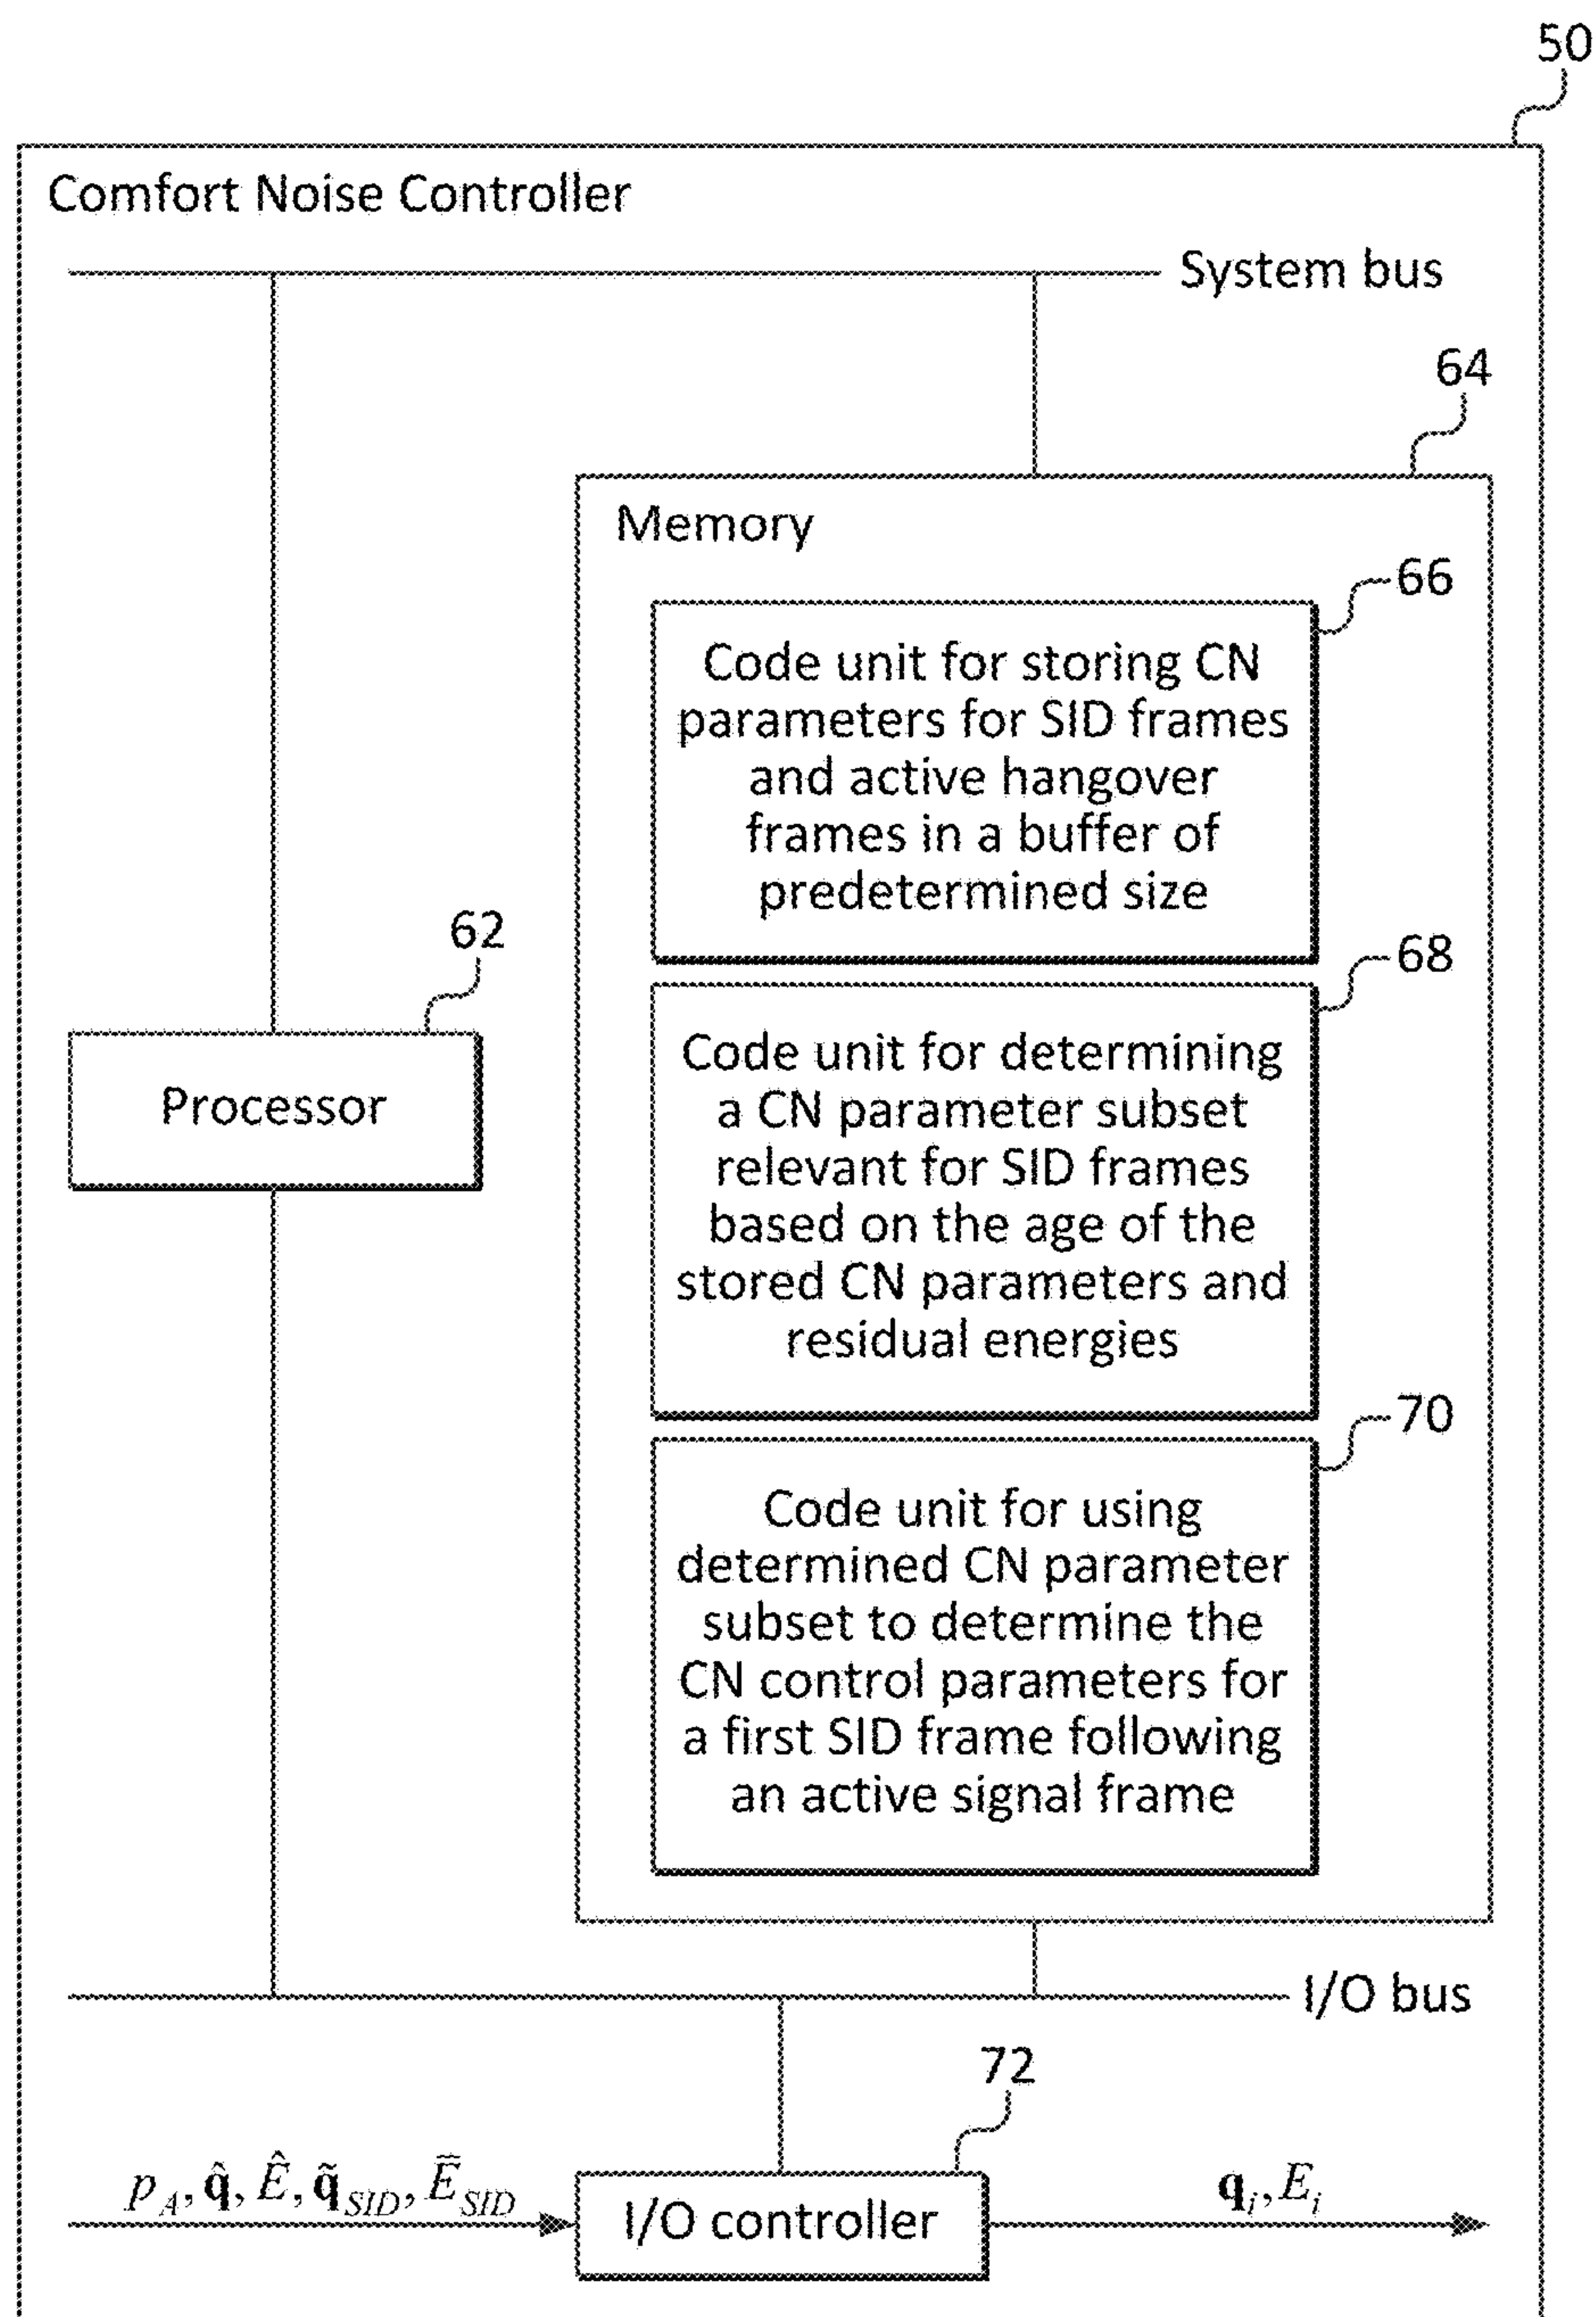 50
Comfort Noise Controller
System bus
64
Memory
66
Code unit for storing CN
parameters for SID frames
and active hangover
frames in a buffer of
predetermined size
62
68
Processor
Code unit for determining
a CN parameter subset
relevant for SID frames
based on the age of the
stored CN parameters and
residual energies
70
Code unit for using
determined CN parameter
subset to determine the
CN control parameters for
a first SID frame following
an active signal frame
I/O bus
72
p_A, q̂, Ê, q̃_SID, Ē_SID
I/O controller
q_i, E_i